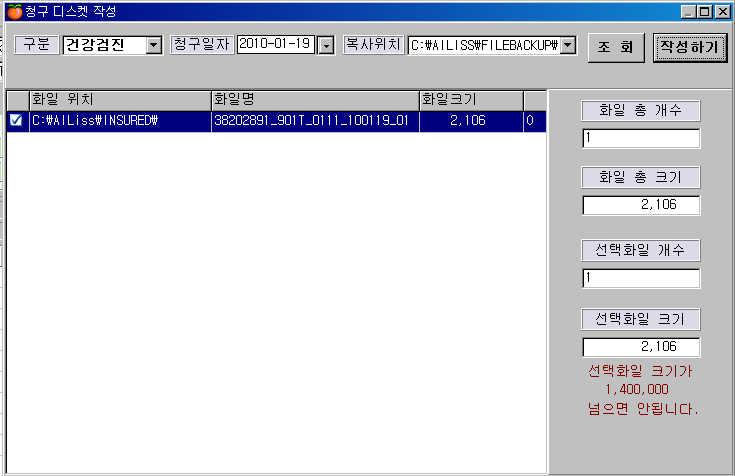 청구 디스켓 작성
구분 건강검진 청구일자 2010-01-19 복사위치 C:\AILISS\FILEBACKUP\ 조 회 작성하기
화일 위치 화일명 화일크기
C:\AILiss\INSURED\ 38202891_901T_0111_100119_01 2,106 0
화일 총 개수
1
화일 총 크기
2,106
선택화일 개수
1
선택화일 크기
2,106
선택화일 크기가
1,400,000
넘으면 안됩니다.